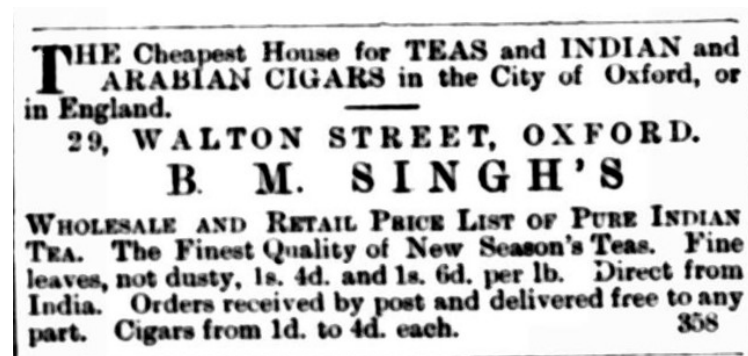 THE Cheapest House for TEAS and INDIAN and
ARABIAN CIGARS in the City of Oxford, or
in England.
29, WALTON STREET, OXFORD.
B. M. SINGH'S
WHOLESALE AND RETAIL PRICE LIST OF PURE INDIAN
TEA. The Finest Quality of New Season's Teas. Fine
leaves, not dusty, 1s. 4d. and 1s. 6d. per lb. Direct from
India. Orders received by post and delivered free to any
part. Cigars from 1d. to 4d. each. 358